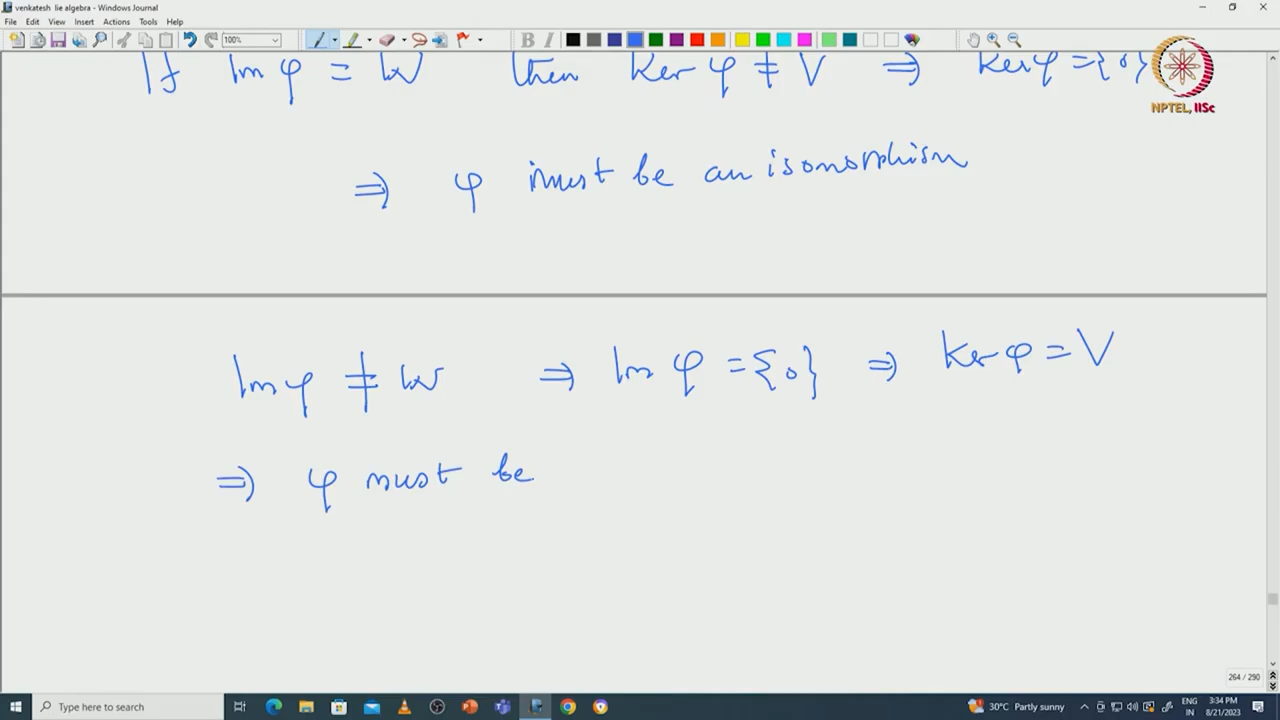 venkatesh lie algebra - Windows Journal
File Edit View Insert Actions Tools Help
100%
B I
If Im φ = W then Ker φ ≠ V ⇒ Ker φ = {0}
NPTEL, IISc
⇒ φ must be an isomorphism
Im φ ≠ W ⇒ Im φ = {0} ⇒ Ker φ = V
⇒ φ must be
264 / 290
Type here to search
30°C Partly sunny
ENG
IN
3:34 PM
8/21/2023